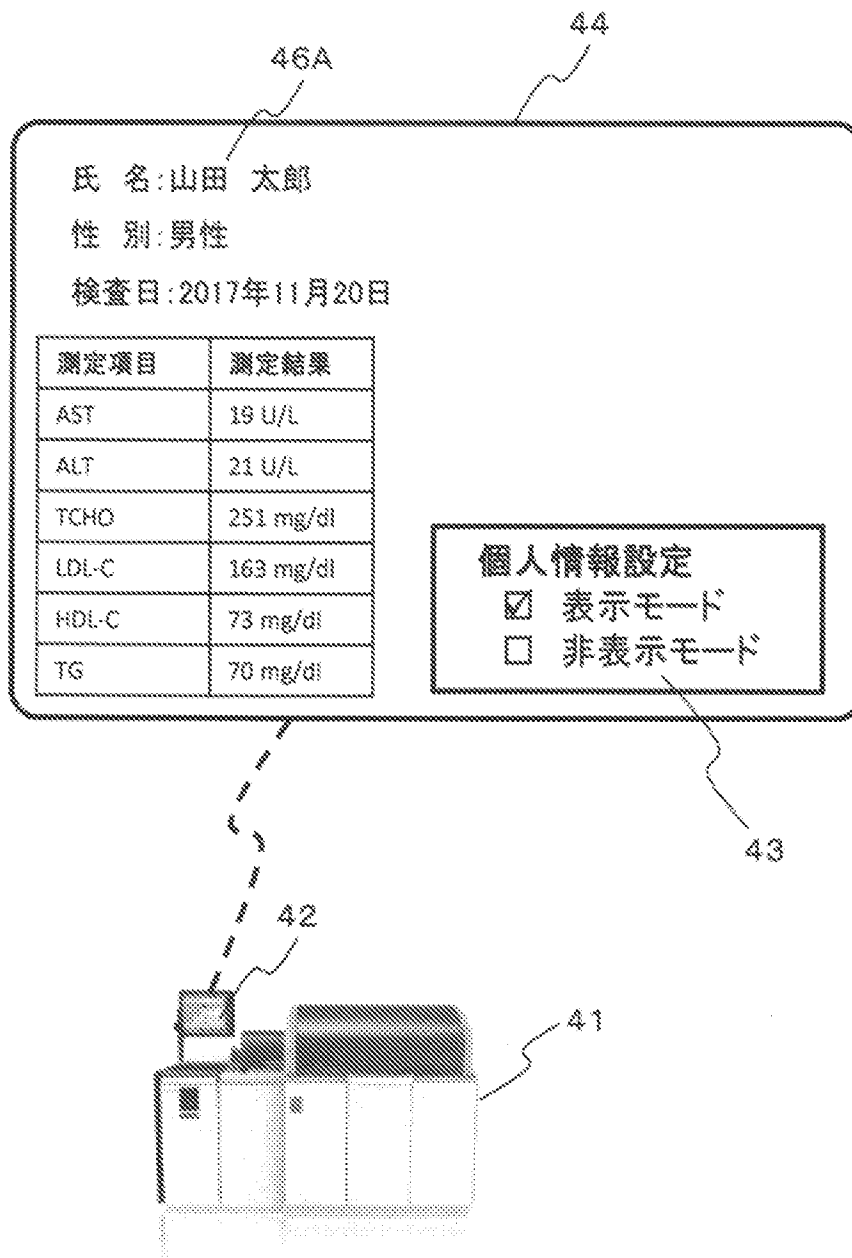 46A
44
氏 名:山田 太郎
性 別:男性
検査日:2017年11月20日
測定項目 測定結果
AST 19 U/L
ALT 21 U/L
TCHO 251 mg/dl
LDL-C 163 mg/dl
HDL-C 73 mg/dl
TG 70 mg/dl
個人情報設定
☑ 表示モード
☐ 非表示モード
43
42
41